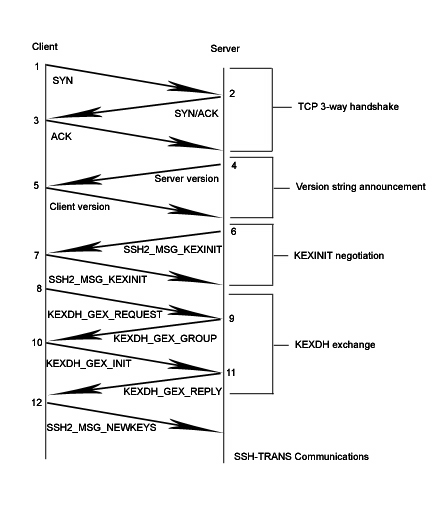 Client
Server
1
SYN
2
TCP 3-way handshake
SYN/ACK
3
ACK
4
Server version
5
Version string announcement
Client version
6
SSH2_MSG_KEXINIT
7
KEXINIT negotiation
SSH2_MSG_KEXINIT
8
KEXDH_GEX_REQUEST
9
KEXDH_GEX_GROUP
10
KEXDH exchange
KEXDH_GEX_INIT
11
KEXDH_GEX_REPLY
12
SSH2_MSG_NEWKEYS
SSH-TRANS Communications